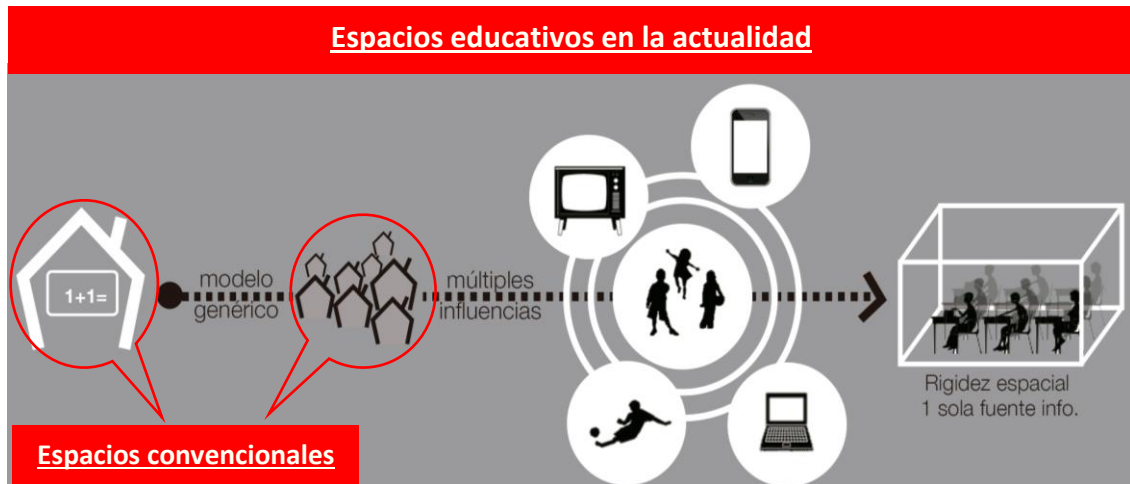 Espacios educativos en la actualidad
1+1=
modelo
genérico
múltiples
influencias
Rigidez espacial
1 sola fuente info.
Espacios convencionales